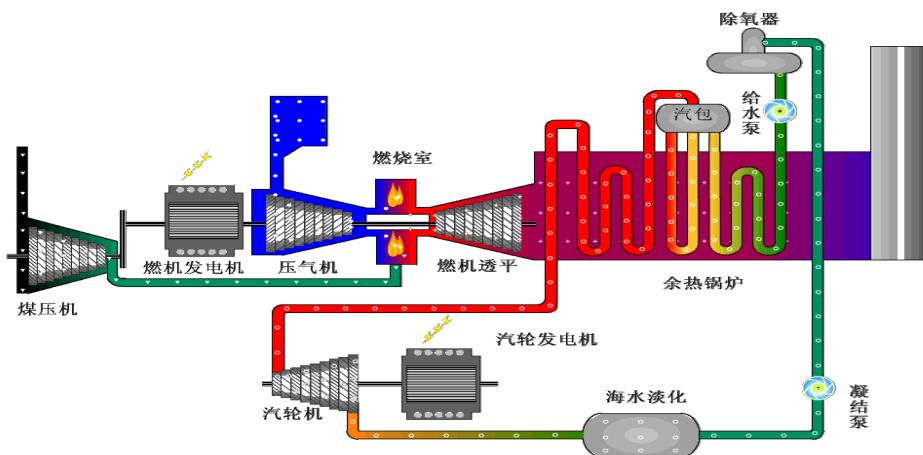 除氧器
给水泵
汽包
燃烧室
燃机发电机
压气机
燃机透平
余热锅炉
煤压机
汽轮发电机
汽轮机
海水淡化
凝结泵